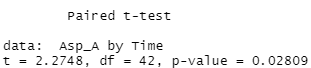 Paired t-test
data:  Asp_A by Time
t = 2.2748, df = 42, p-value = 0.02809